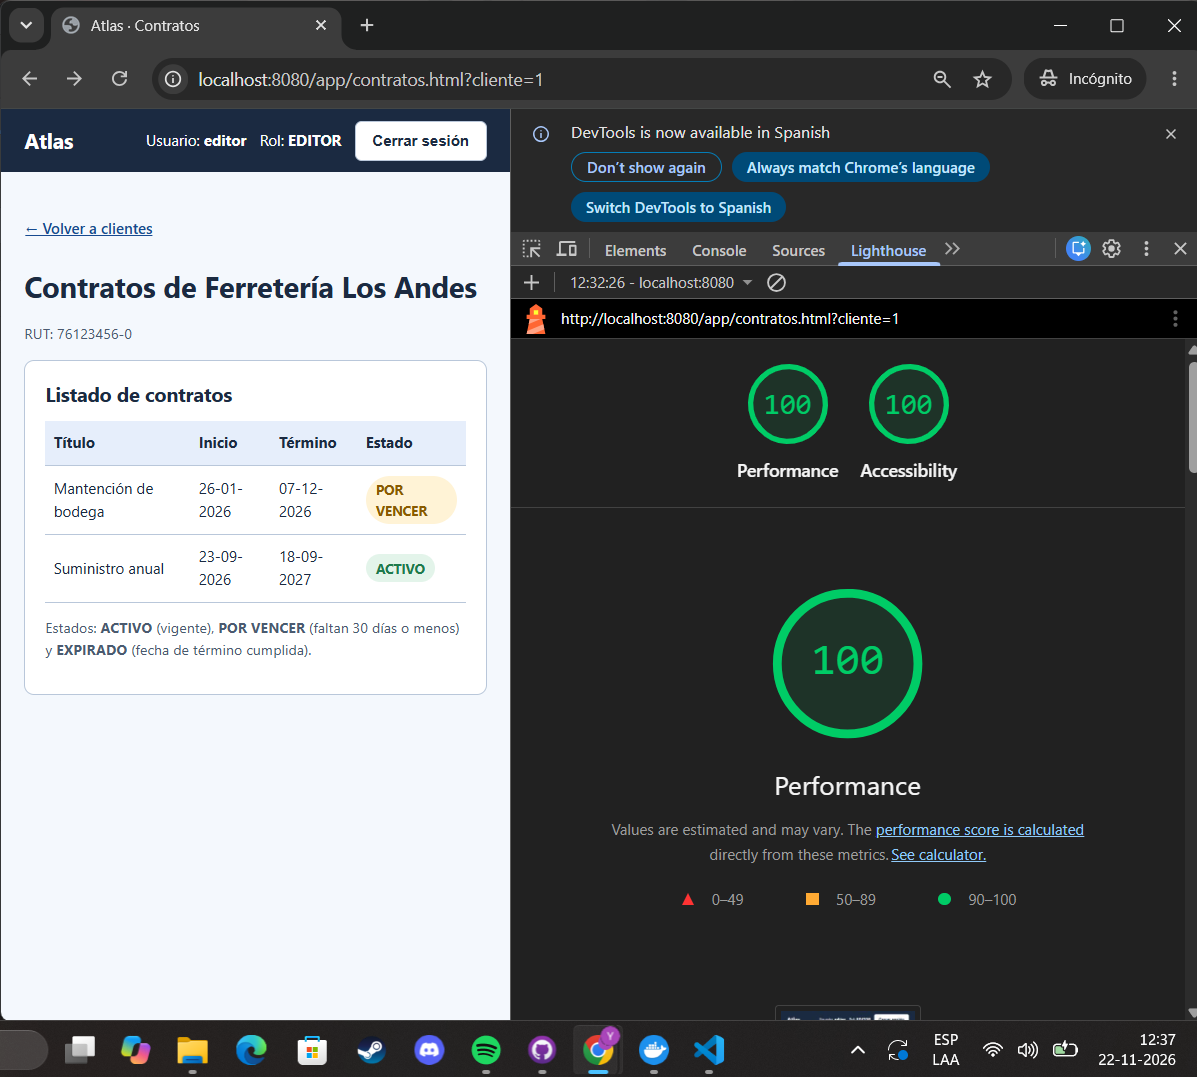 Atlas · Contratos
localhost:8080/app/contratos.html?cliente=1
Incógnito
Atlas
Usuario: editor Rol: EDITOR
Cerrar sesión
← Volver a clientes
Contratos de Ferretería Los Andes
RUT: 76123456-0
Listado de contratos
Título Inicio Término Estado
Mantención de bodega 26-01-2026 07-12-2026 POR VENCER
Suministro anual 23-09-2026 18-09-2027 ACTIVO
Estados: ACTIVO (vigente), POR VENCER (faltan 30 días o menos)
y EXPIRADO (fecha de término cumplida).
DevTools is now available in Spanish
Don't show again Always match Chrome's language
Switch DevTools to Spanish
Elements Console Sources Lighthouse
12:32:26 - localhost:8080
http://localhost:8080/app/contratos.html?cliente=1
100 100
Performance Accessibility
100
Performance
Values are estimated and may vary. The performance score is calculated
directly from these metrics. See calculator.
0–49 50–89 90–100
Y
ESP
LAA
12:37
22-11-2026